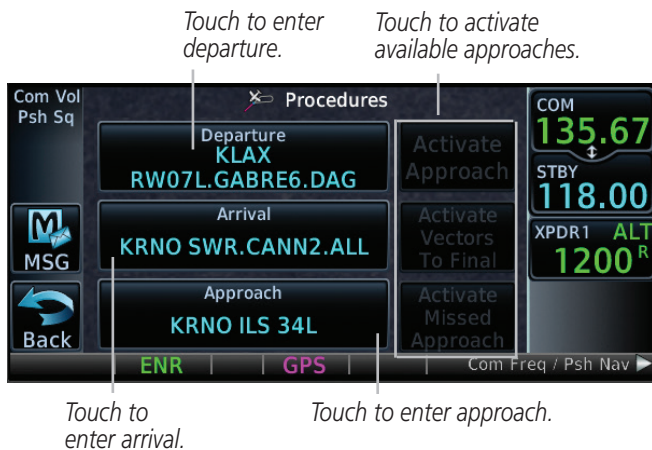 Touch to enter
departure.
Touch to activate
available approaches.
Com Vol
Psh Sq
Procedures
Departure
KLAX
RW07L.GABRE6.DAG
Activate
Approach
COM
135.67
STBY
118.00
MSG
Arrival
KRNO SWR.CANN2.ALL
Activate
Vectors
To Final
XPDR1 ALT
1200 R
Back
Approach
KRNO ILS 34L
Activate
Missed
Approach
ENR
GPS
Com Freq / Psh Nav
Touch to
enter arrival.
Touch to enter approach.